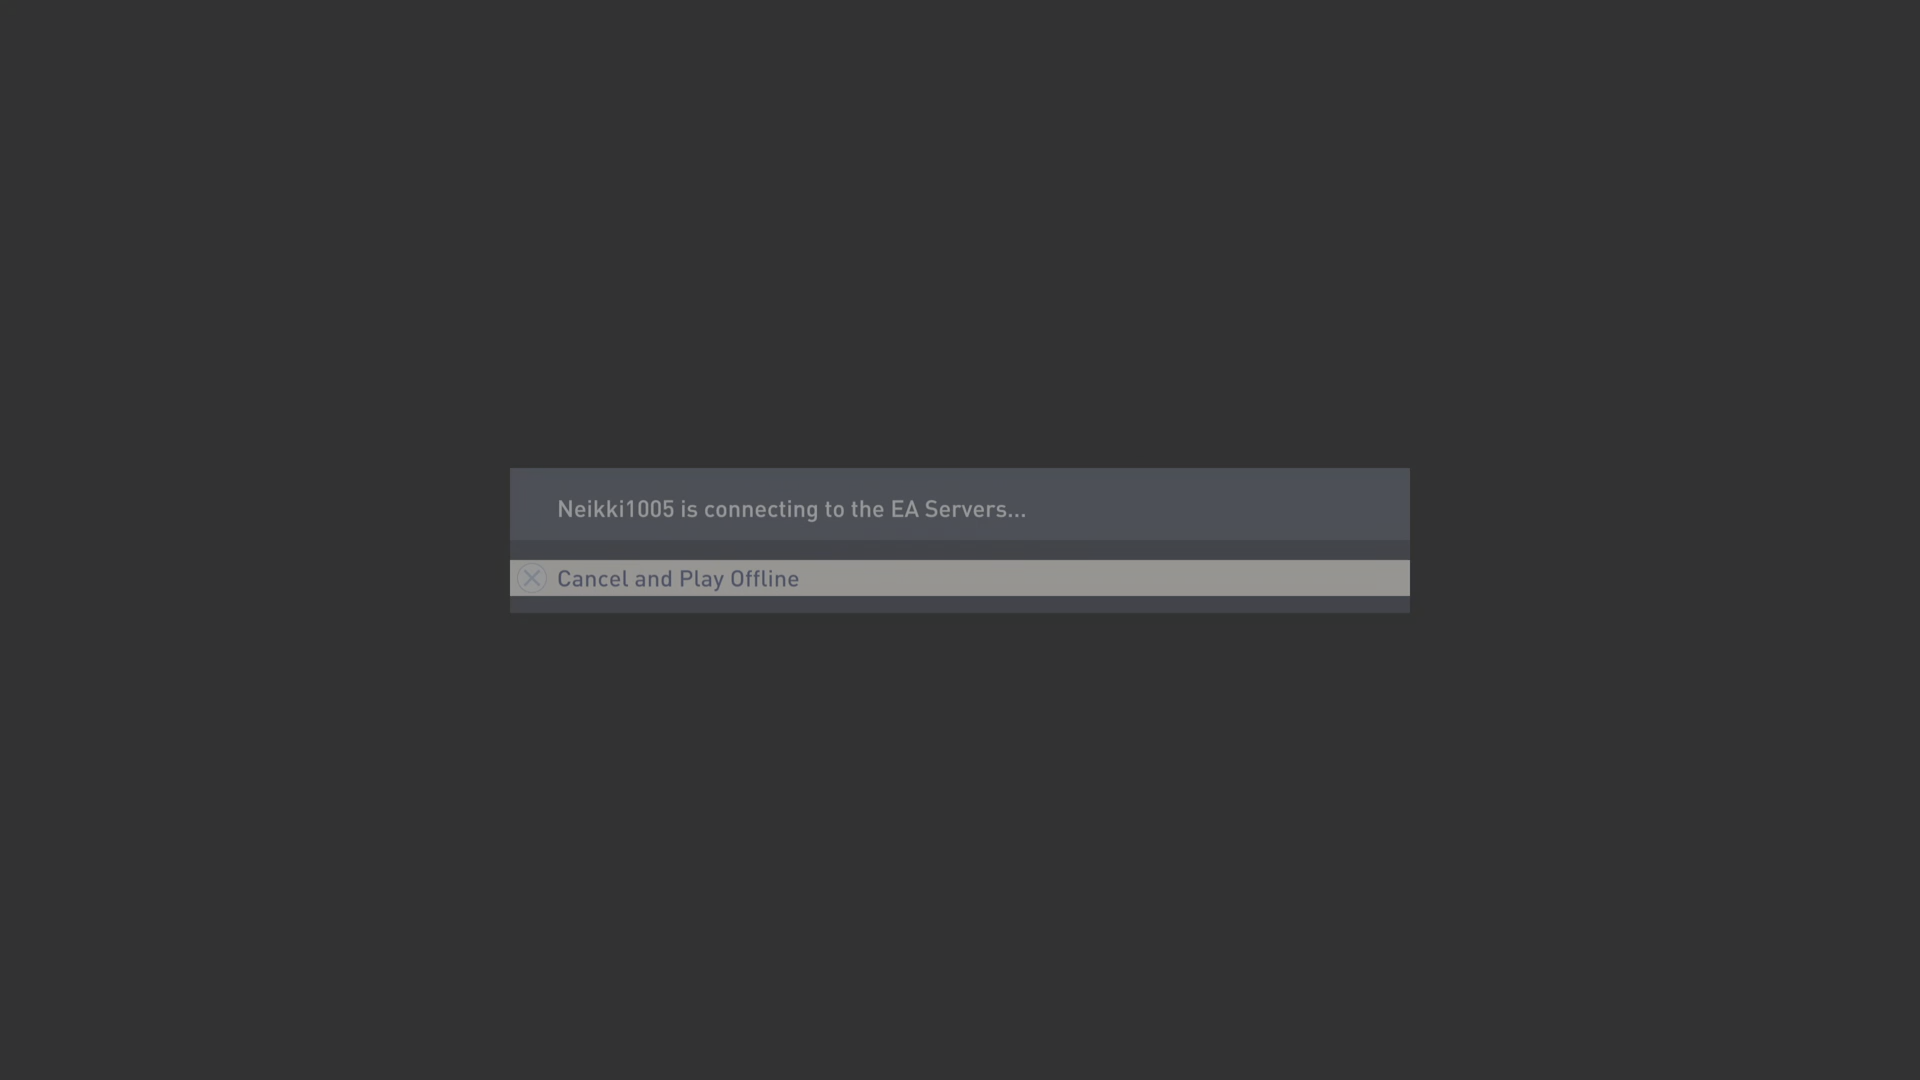 Neikki1005 is connecting to the EA Servers...
Cancel and Play Offline